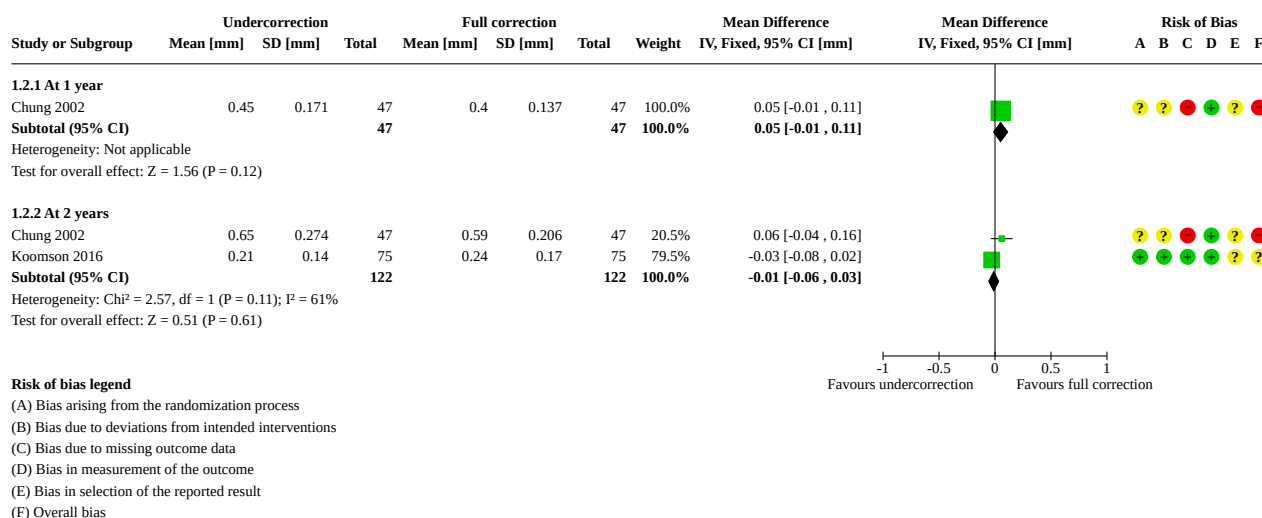 Undercorrection Full correction Mean Difference Mean Difference Risk of Bias
Study or Subgroup Mean [mm] SD [mm] Total Mean [mm] SD [mm] Total Weight IV, Fixed, 95% CI [mm] IV, Fixed, 95% CI [mm] A B C D E F
1.2.1 At 1 year
Chung 2002 0.45 0.171 47 0.4 0.137 47 100.0% 0.05 [-0.01 , 0.11] ? ? − + ? −
Subtotal (95% CI) 47 47 100.0% 0.05 [-0.01 , 0.11]
Heterogeneity: Not applicable
Test for overall effect: Z = 1.56 (P = 0.12)
1.2.2 At 2 years
Chung 2002 0.65 0.274 47 0.59 0.206 47 20.5% 0.06 [-0.04 , 0.16] ? ? − + ? −
Koomson 2016 0.21 0.14 75 0.24 0.17 75 79.5% -0.03 [-0.08 , 0.02] + + + + ? ?
Subtotal (95% CI) 122 122 100.0% -0.01 [-0.06 , 0.03]
Heterogeneity: Chi² = 2.57, df = 1 (P = 0.11); I² = 61%
Test for overall effect: Z = 0.51 (P = 0.61)
-1 -0.5 0 0.5 1
Favours undercorrection Favours full correction
Risk of bias legend
(A) Bias arising from the randomization process
(B) Bias due to deviations from intended interventions
(C) Bias due to missing outcome data
(D) Bias in measurement of the outcome
(E) Bias in selection of the reported result
(F) Overall bias